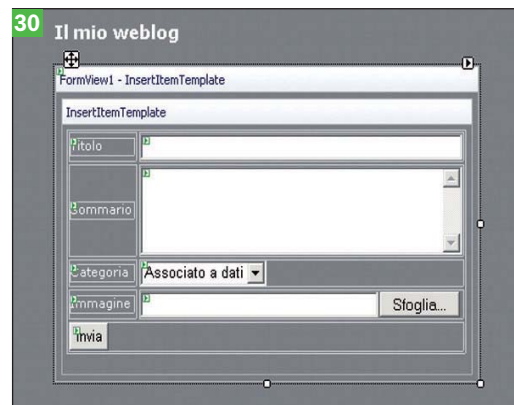 30
Il mio weblog
FormView1 - InsertItemTemplate
InsertItemTemplate
Titolo
Sommario
Categoria
Associato a dati
Immagine
Sfoglia...
Invia